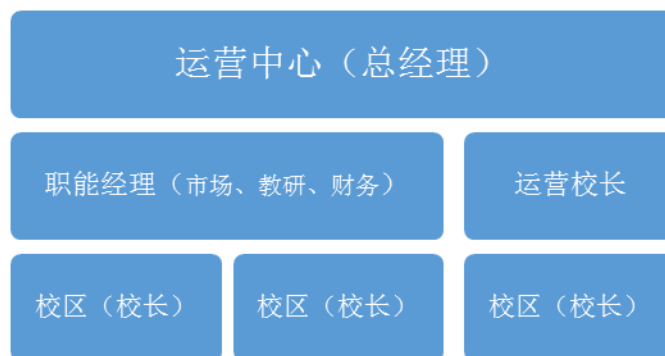 运营中心（总经理）
职能经理（市场、教研、财务）
运营校长
校区（校长）
校区（校长）
校区（校长）